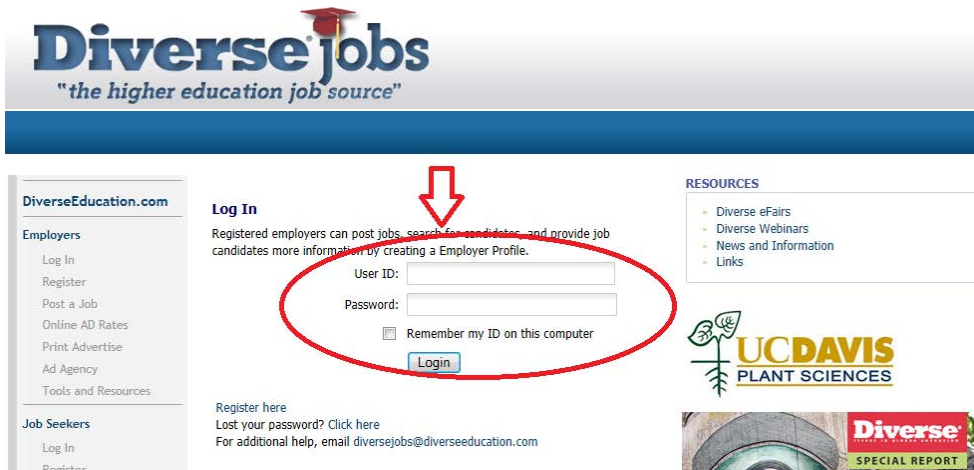 Diverse jobs
"the higher education job source"
DiverseEducation.com
Employers
Log In
Register
Post a Job
Online AD Rates
Print Advertise
Ad Agency
Tools and Resources
Job Seekers
Log In
Register
Log In
Registered employers can post jobs, search for candidates, and provide job
candidates more information by creating a Employer Profile.
User ID:
Password:
Remember my ID on this computer
Login
Register here
Lost your password? Click here
For additional help, email diversejobs@diverseeducation.com
RESOURCES
Diverse eFairs
Diverse Webinars
News and Information
Links
UCDAVIS
PLANT SCIENCES
Diverse
SPECIAL REPORT